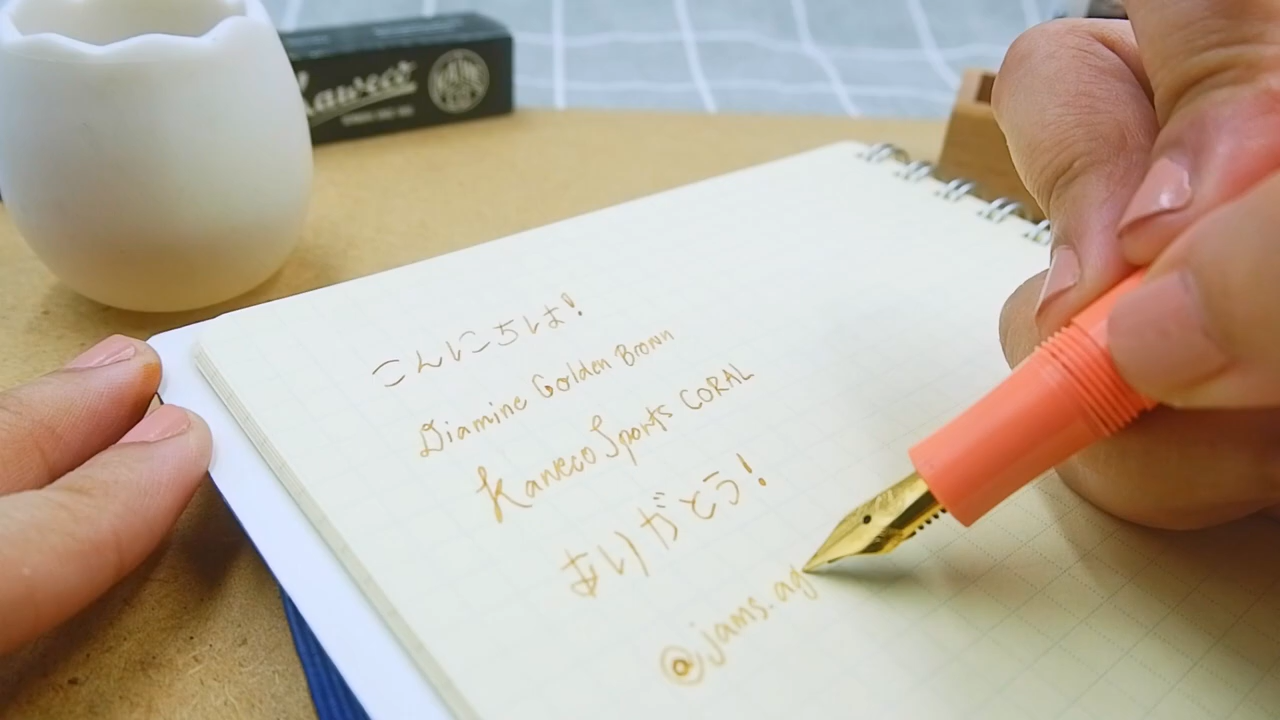 Kaweco
こんにちは!
Diamine Golden Brown
Kaweco Sports CORAL
ありがとう!
@jams.ag